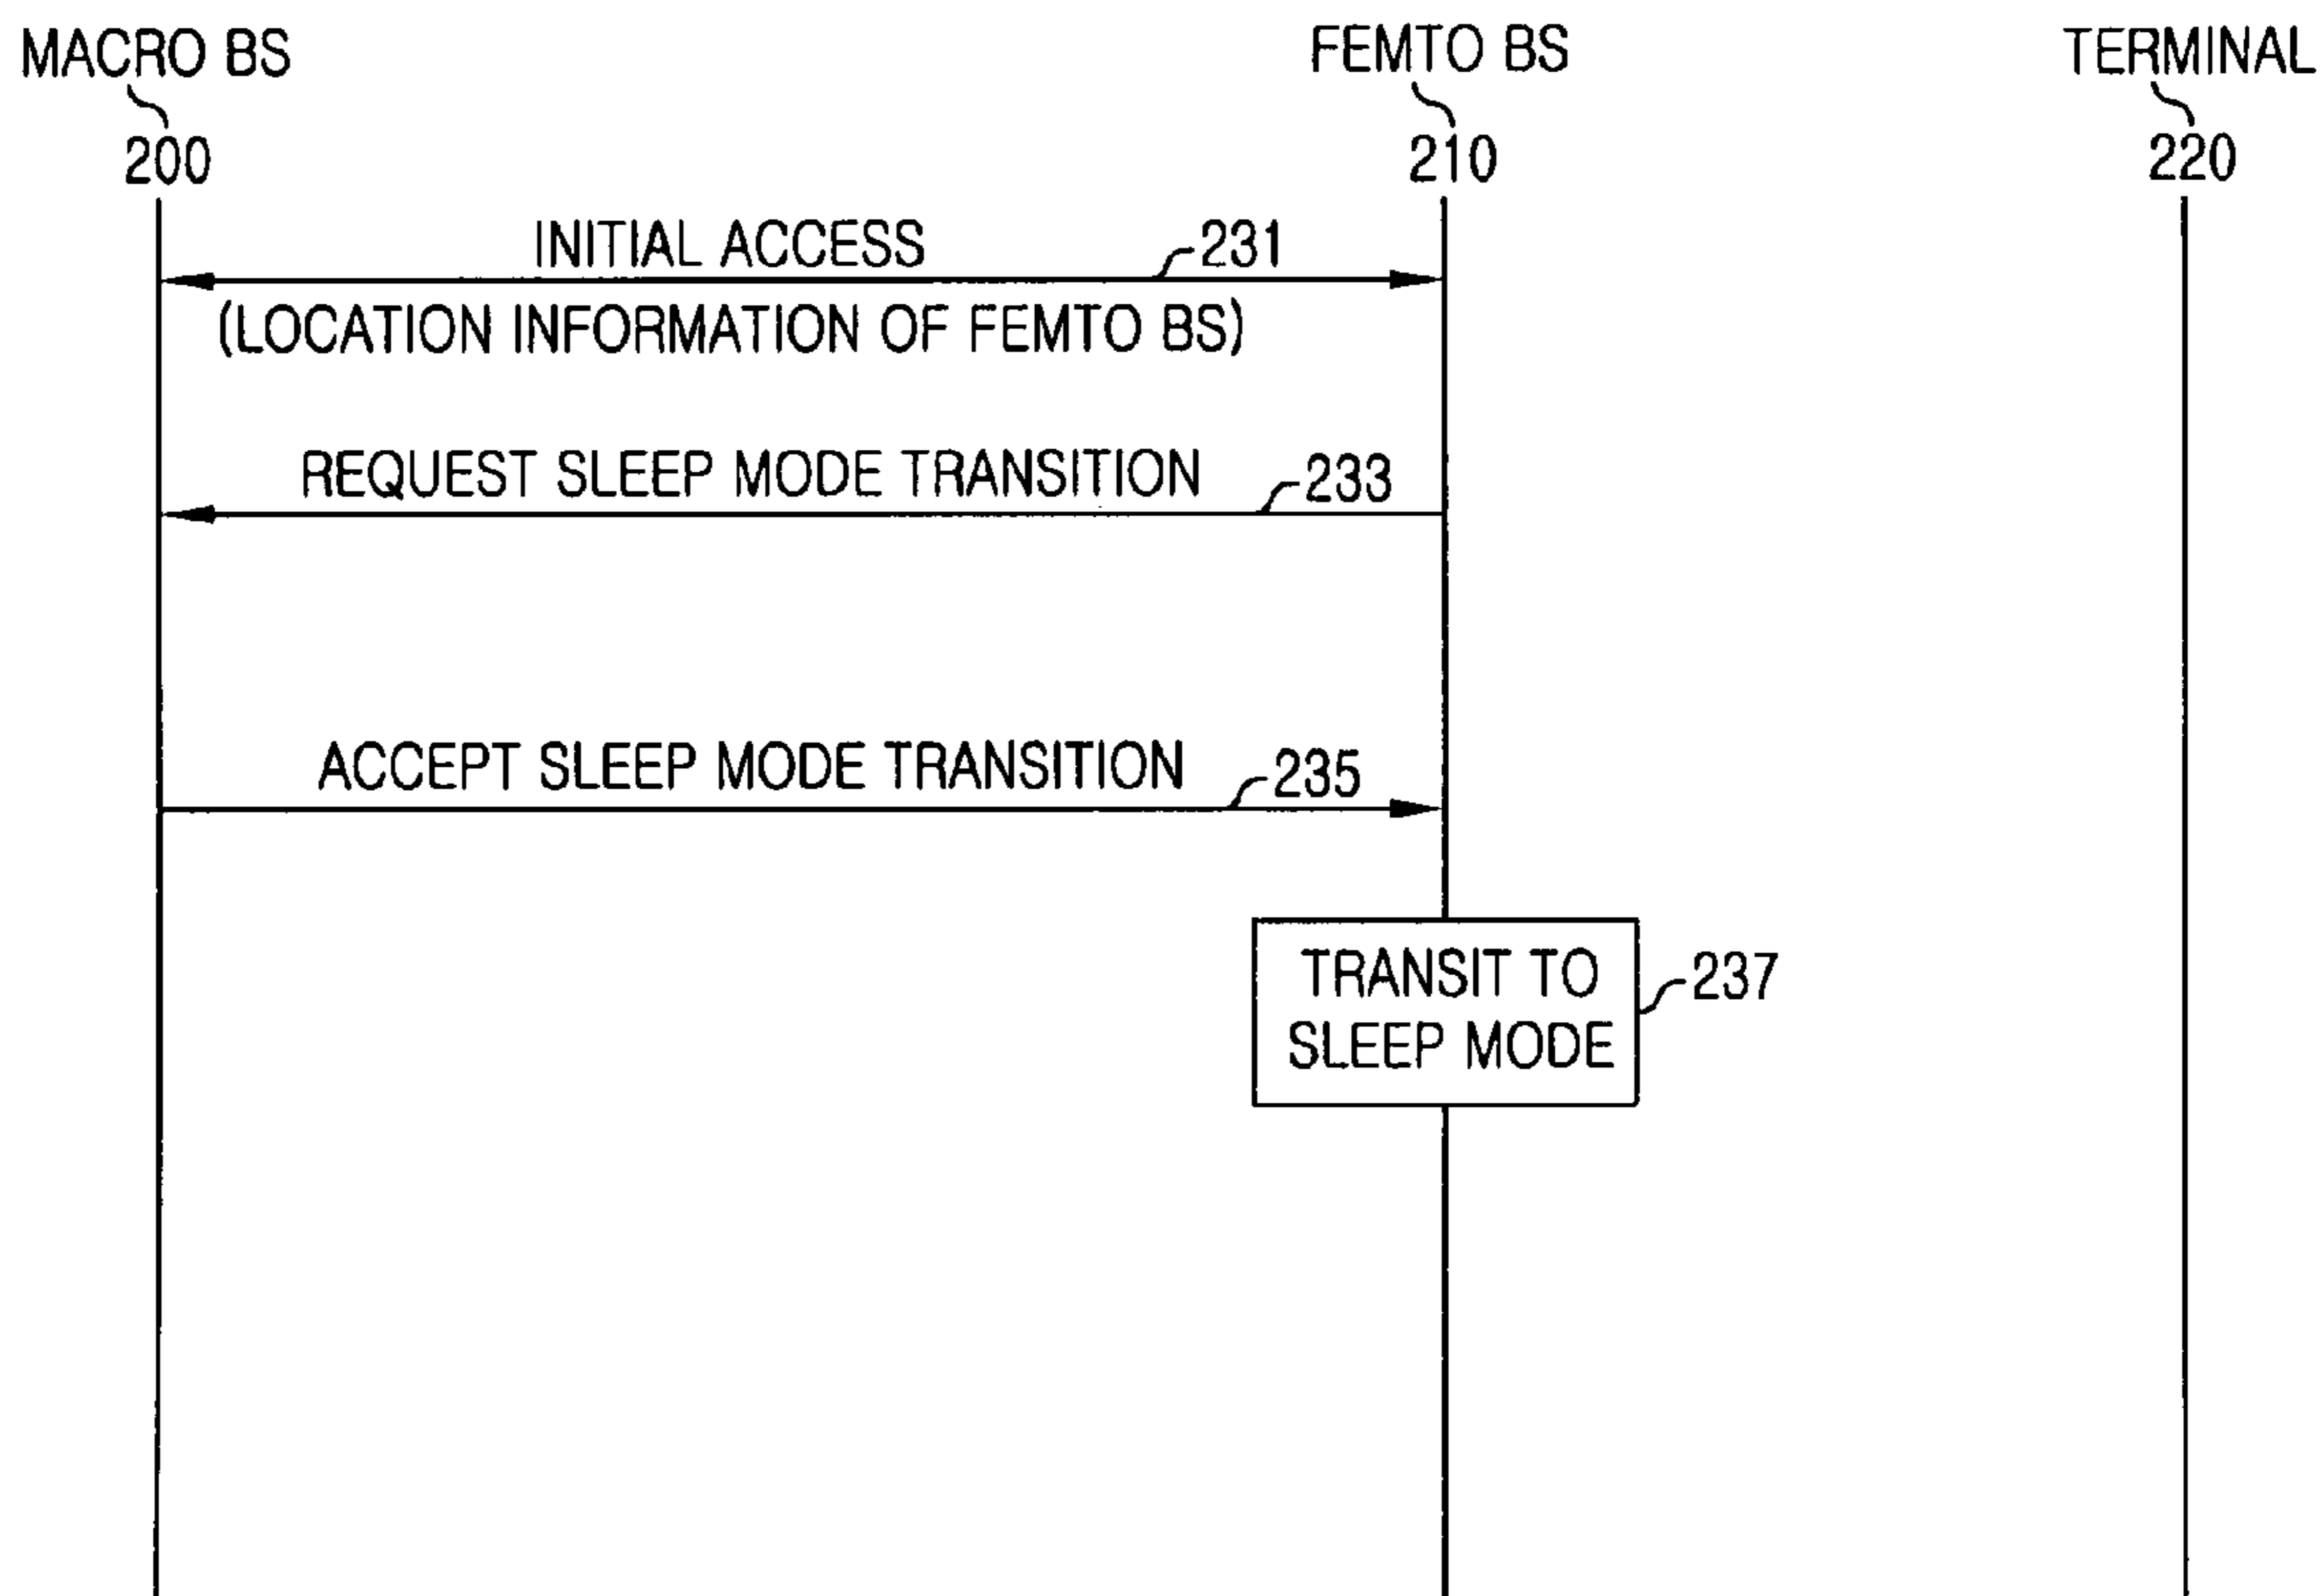 MACRO BS
FEMTO BS
TERMINAL
200
210
220
INITIAL ACCESS
231
(LOCATION INFORMATION OF FEMTO BS)
REQUEST SLEEP MODE TRANSITION
233
ACCEPT SLEEP MODE TRANSITION
235
TRANSIT TO
SLEEP MODE
237